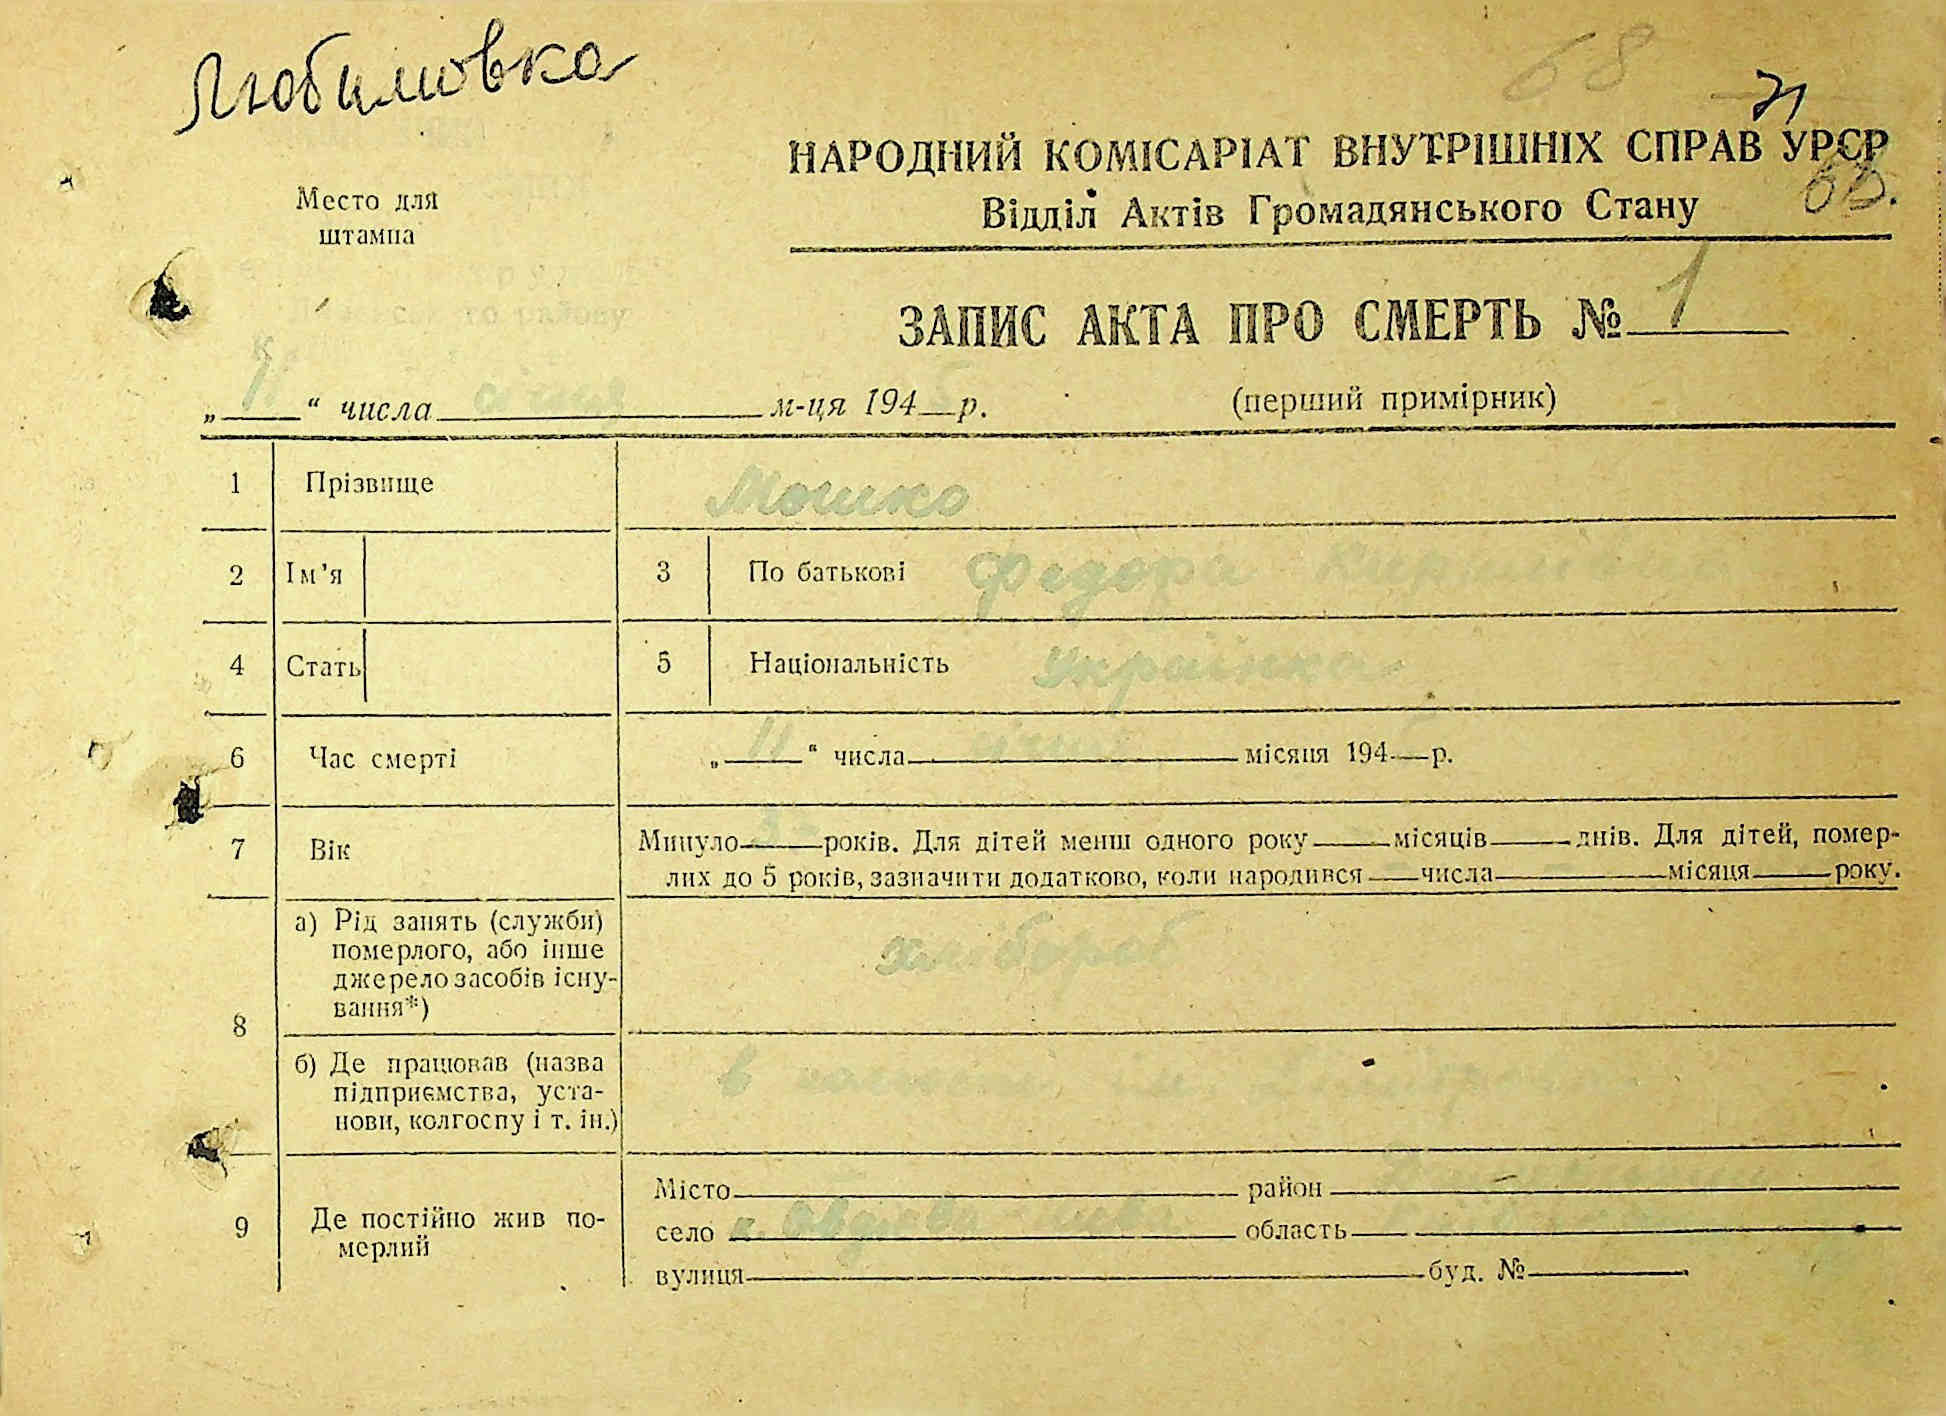 Любимовка
68
71
НАРОДНИЙ КОМІСАРІАТ ВНУТРІШНІХ СПРАВ УРСР
Відділ Актів Громадянського Стану
Место для
штампа
району
ЗАПИС АКТА ПРО СМЕРТЬ № 1
„ 11 “ числа січня м-ця 194 5 р. (перший примірник)
1 Прізвище Мошко
2 Ім’я 3 По батькові Федора
4 Стать 5 Національність Українка
6 Час смерті „ 11 “ числа січня місяця 194 р.
7 Вік Минуло років. Для дітей менш одного року місяців днів. Для дітей, помер-
лих до 5 років, зазначити додатково, коли народився числа місяця року.
8 а) Рід занять (служби)
померлого, або інше
джерело засобів існу-
вання*)
хлібороб
б) Де працював (назва
підприємства, уста-
нови, колгоспу і т. ін.)
в
9 Де постійно жив по-
мерлий
Місто район
село область
вулиця буд. №